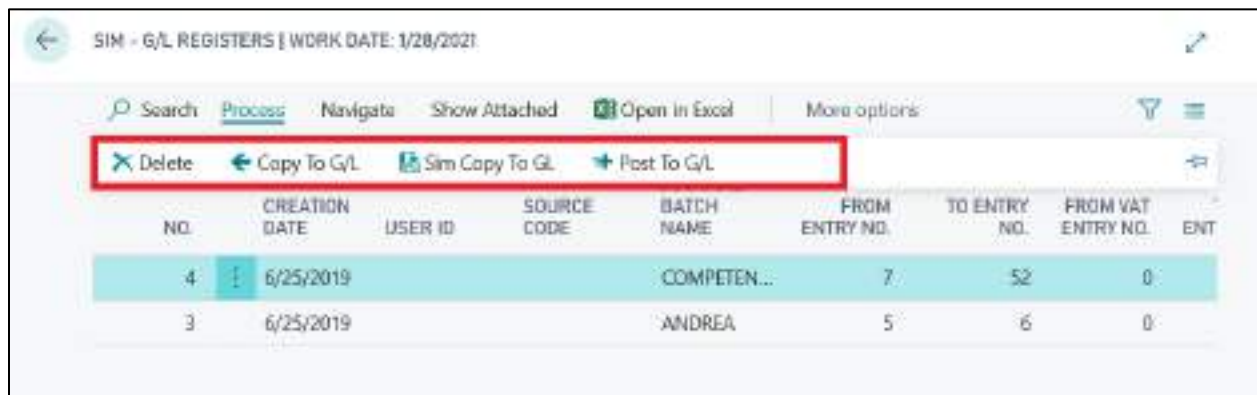 SIM - G/L REGISTERS | WORK DATE: 1/28/2021
Search Process Navigate Show Attached Open in Excel More options
Delete Copy To G/L Sim Copy To GL Post To G/L
NO. CREATION DATE USER ID SOURCE CODE BATCH NAME FROM ENTRY NO. TO ENTRY NO. FROM VAT ENTRY NO. ENT
4 6/25/2019 COMPETEN... 7 52 0
3 6/25/2019 ANDREA 5 6 0